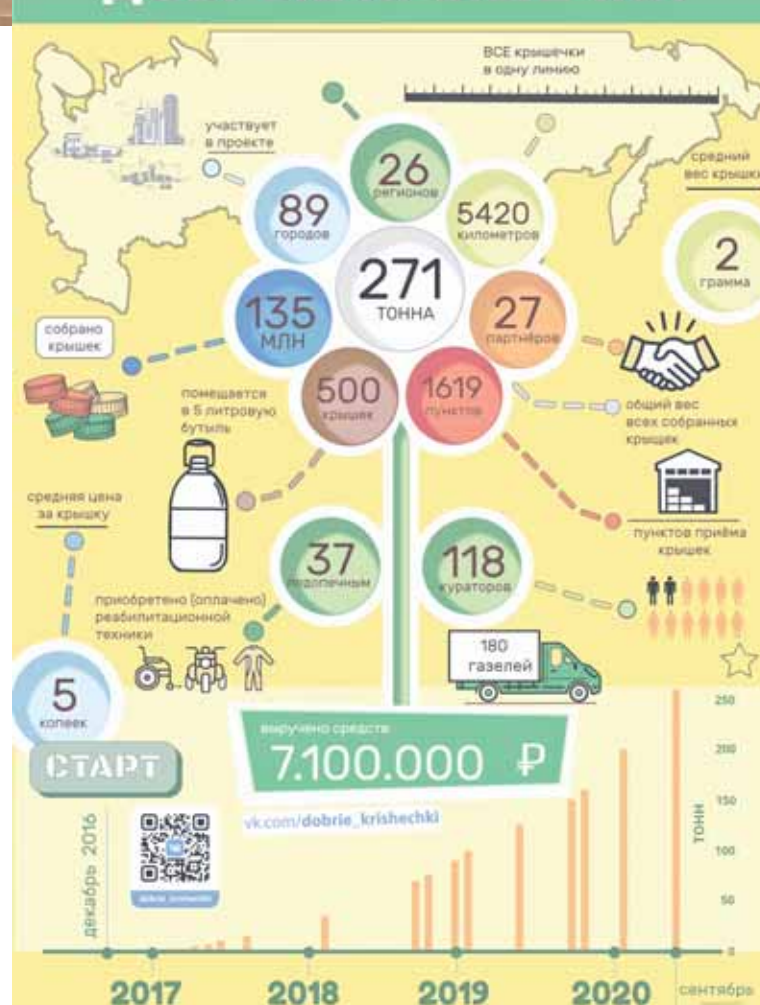 ВСЕ крышечки
в одну линию
участвует
в проекте
26
регионов
средний
вес крышки
89
городов
5420
километров
2
грамма
271
ТОННА
135
МЛН
27
партнёров
собрано
крышек
500
крышек
1619
пунктов
помещается
в 5 литровую
бутыль
общий вес
всех собранных
крышек
средняя цена
за крышку
пунктов приёма
крышек
37
подопечным
118
кураторов
приобретено (оплачено)
реабилитационной
техники
180
газелей
5
копеек
СТАРТ
выручено средств
7.100.000 ₽
vk.com/dobrie_krishechki
dobrie_krishechki
декабрь 2016
250
200
150
100
50
0
тонн
2017
2018
2019
2020
сентябрь